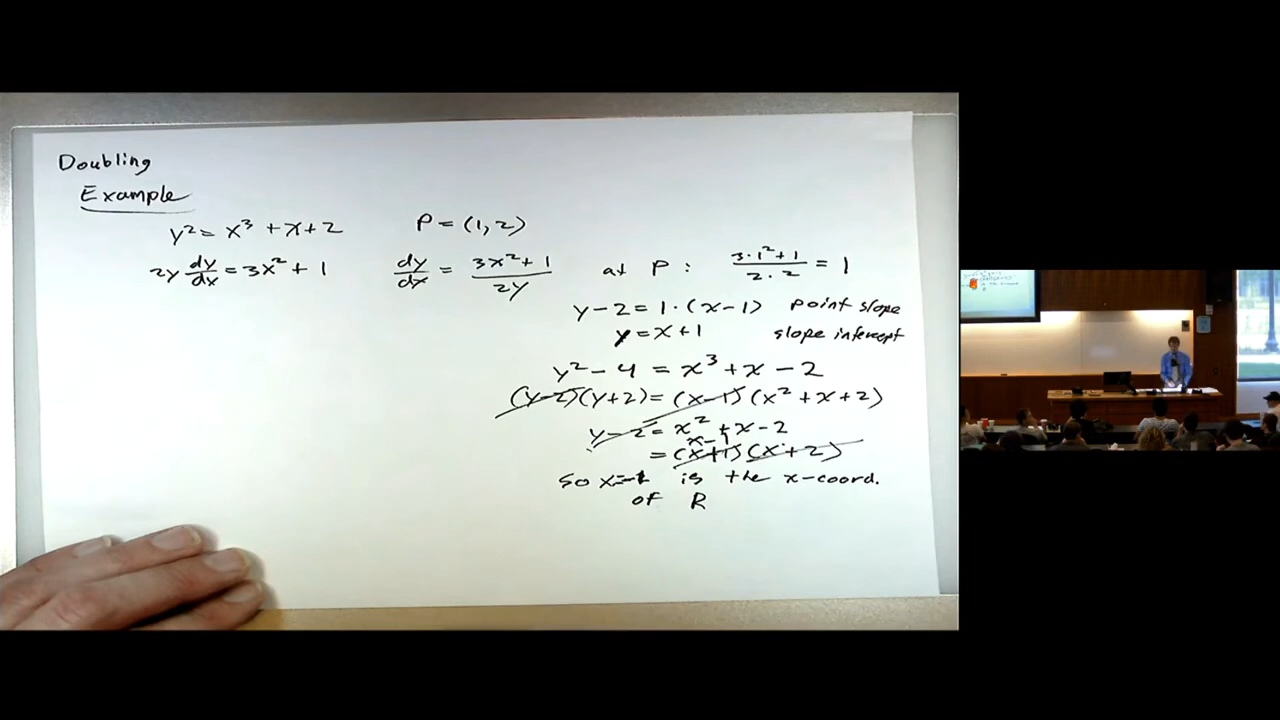 Doubling
Example
y² = x³ + x + 2    P = (1, 2)
2y dy/dx = 3x² + 1    dy/dx = (3x² + 1)/(2y)    at P : (3·1² + 1)/(2·2) = 1
y - 2 = 1 · (x - 1)    point slope
y = x + 1    slope intercept
y² - 4 = x³ + x - 2
(y-2)(y+2) = (x-1)(x² + x + 2)
y - 2 = x² + x - 2
x-1
= (x+1)(x+2)
is the x-coord.
of R